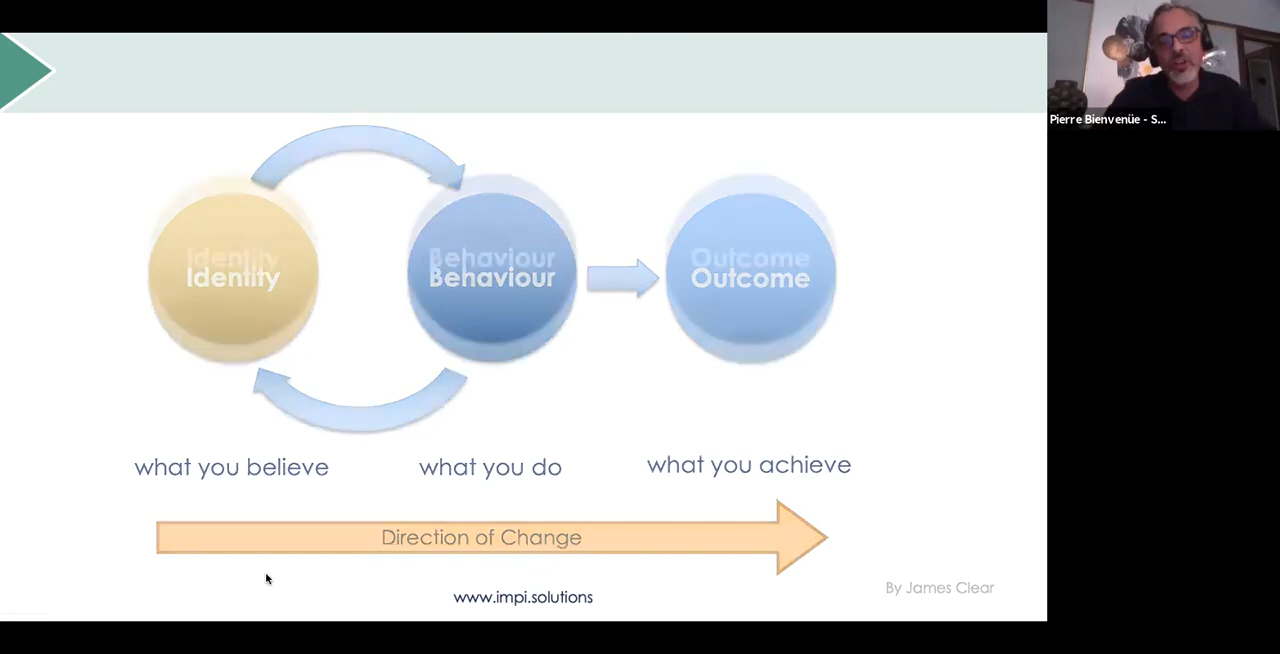 Pierre Bienvenüe - S...
Identity
Identity
Behaviour
Behaviour
Outcome
Outcome
what you believe
what you do
what you achieve
Direction of Change
By James Clear
www.impi.solutions